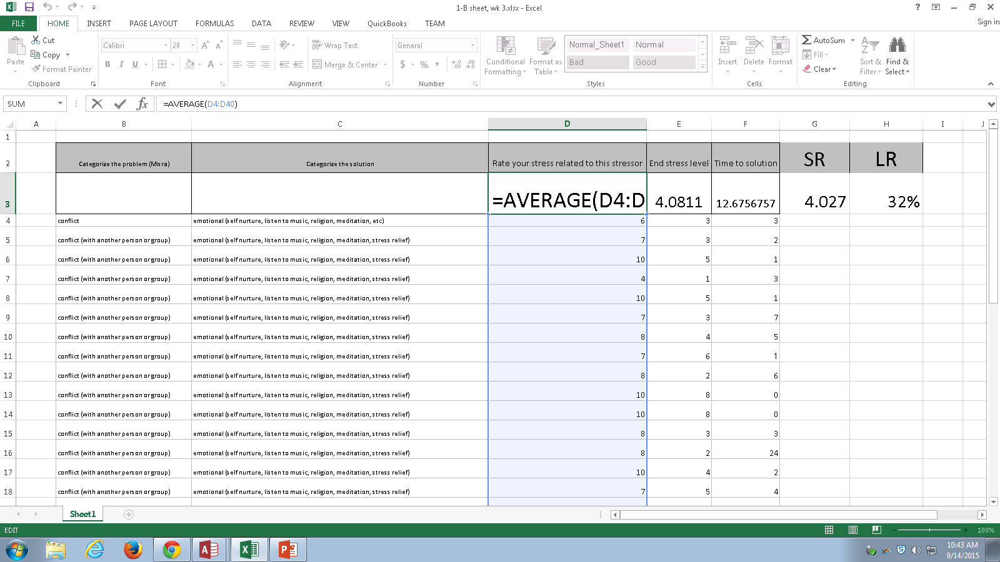 1-B sheet, wk 3.xlsx - Excel
?
FILE HOME INSERT PAGE LAYOUT FORMULAS DATA REVIEW VIEW QuickBooks TEAM Sign in
Paste
Cut
Copy
Format Painter
Clipboard
Calibri 28
B I U
Font
Wrap Text
Merge & Center
Alignment
General
$ % ,
Number
Conditional Formatting
Format as Table
Normal_Sheet1 Normal
Bad Good
Styles
Insert Delete Format
Cells
AutoSum
Fill
Clear
Sort & Filter
Find & Select
Editing
SUM fx =AVERAGE(D4:D40)
A B C D E F G H I J
1
2 Categorize the problem (Misra) Categorize the solution Rate your stress related to this stressor End stress level Time to solution SR LR
3 =AVERAGE(D4:D 4.0811 12.6756757 4.027 32%
4 conflict emotional (self nurture, listen to music, religion, meditation, etc) 6 3 3
5 conflict (with another person or group) emotional (self nurture, listen to music, religion, meditation, stress relief) 7 3 2
6 conflict (with another person or group) emotional (self nurture, listen to music, religion, meditation, stress relief) 10 5 1
7 conflict (with another person or group) emotional (self nurture, listen to music, religion, meditation, stress relief) 4 1 3
8 conflict (with another person or group) emotional (self nurture, listen to music, religion, meditation, stress relief) 10 5 1
9 conflict (with another person or group) emotional (self nurture, listen to music, religion, meditation, stress relief) 7 3 7
10 conflict (with another person or group) emotional (self nurture, listen to music, religion, meditation, stress relief) 8 4 5
11 conflict (with another person or group) emotional (self nurture, listen to music, religion, meditation, stress relief) 7 6 1
12 conflict (with another person or group) emotional (self nurture, listen to music, religion, meditation, stress relief) 8 2 6
13 conflict (with another person or group) emotional (self nurture, listen to music, religion, meditation, stress relief) 10 8 0
14 conflict (with another person or group) emotional (self nurture, listen to music, religion, meditation, stress relief) 10 8 0
15 conflict (with another person or group) emotional (self nurture, listen to music, religion, meditation, stress relief) 8 3 3
16 conflict (with another person or group) emotional (self nurture, listen to music, religion, meditation, stress relief) 8 2 24
17 conflict (with another person or group) emotional (self nurture, listen to music, religion, meditation, stress relief) 10 4 2
18 conflict (with another person or group) emotional (self nurture, listen to music, religion, meditation, stress relief) 7 5 4
Sheet1
EDIT 100%
10:43 AM
9/14/2015